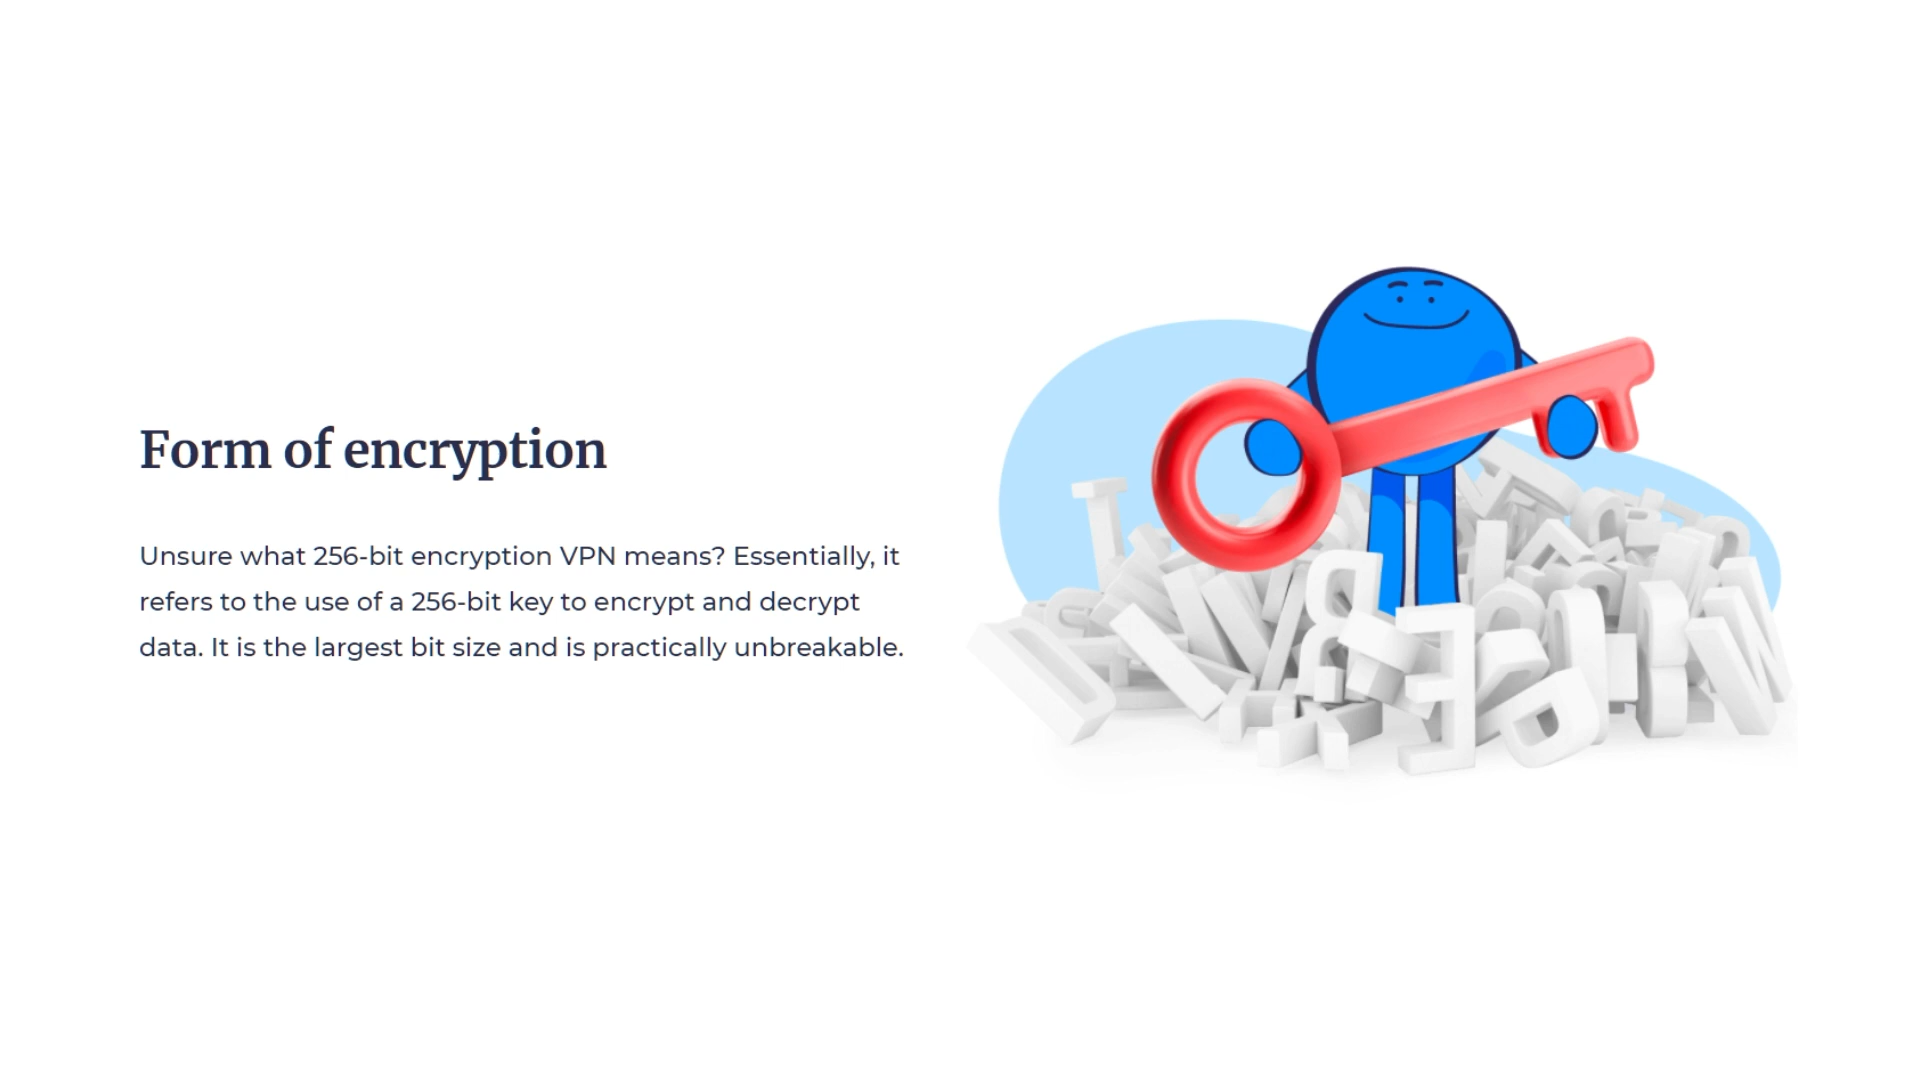 Form of encryption
Unsure what 256-bit encryption VPN means? Essentially, it
refers to the use of a 256-bit key to encrypt and decrypt
data. It is the largest bit size and is practically unbreakable.